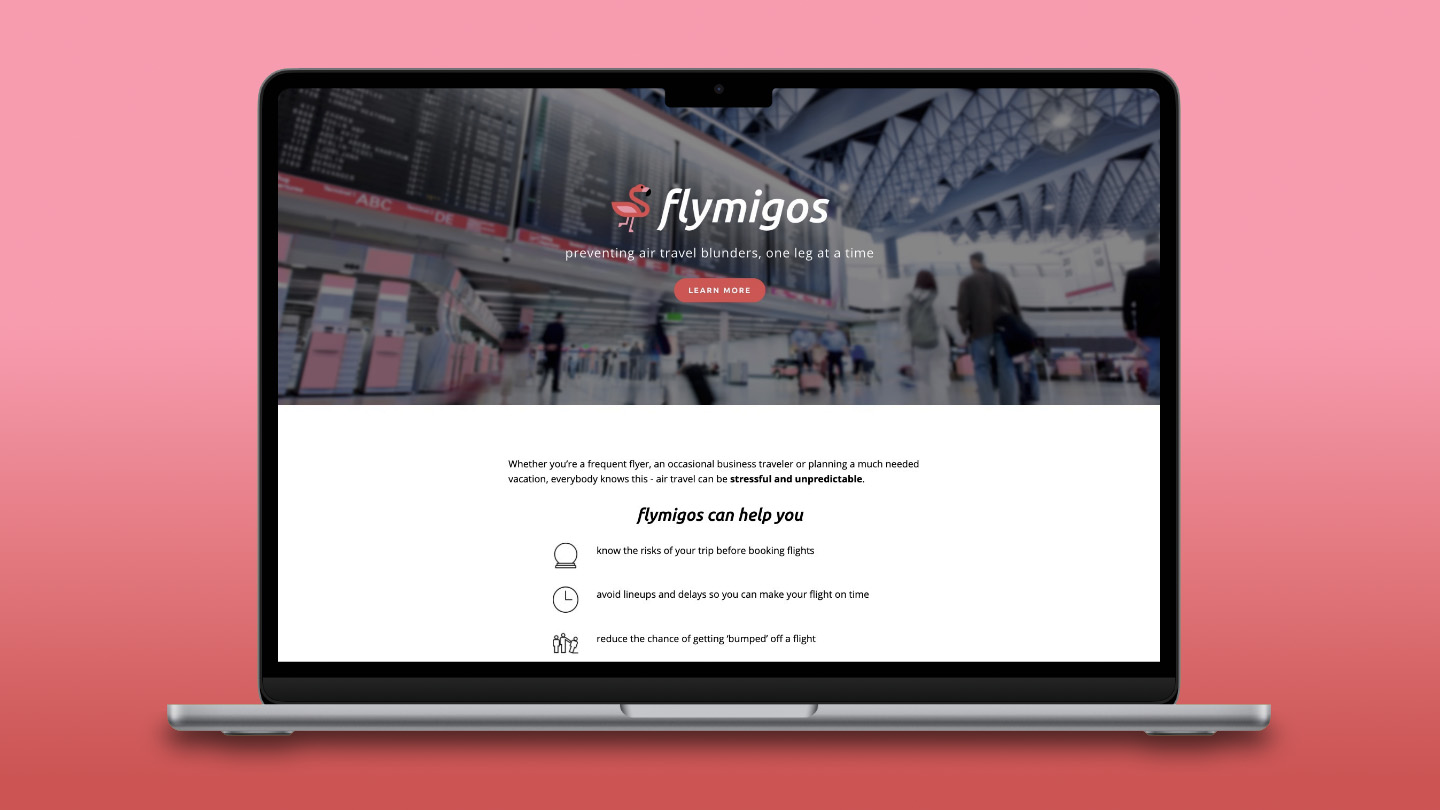 ABC
DE
flymigos
preventing air travel blunders, one leg at a time
LEARN MORE
Whether you’re a frequent flyer, an occasional business traveler or planning a much needed
vacation, everybody knows this - air travel can be stressful and unpredictable.
flymigos can help you
know the risks of your trip before booking flights
avoid lineups and delays so you can make your flight on time
reduce the chance of getting ‘bumped’ off a flight